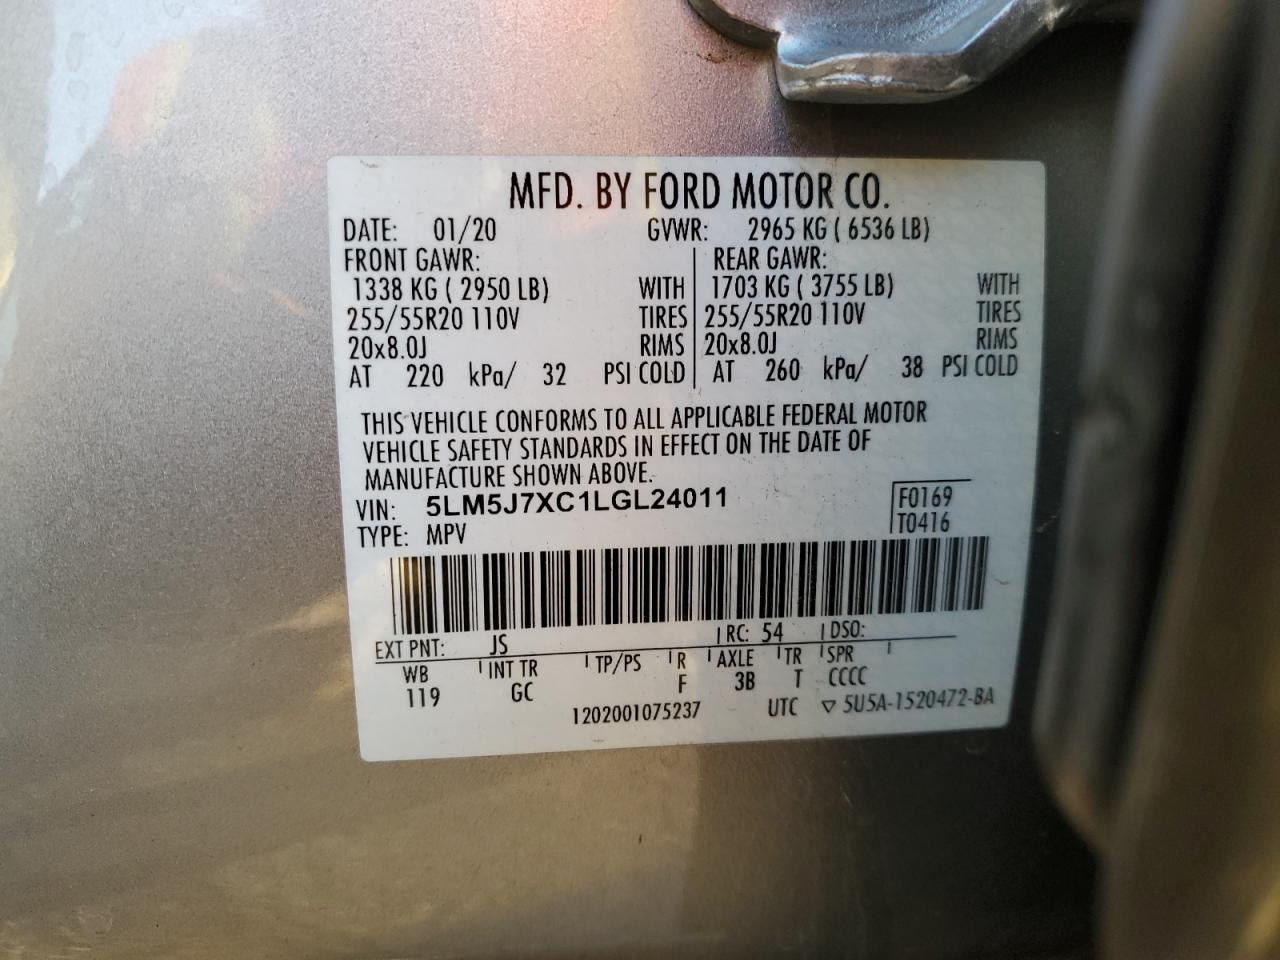 MFD. BY FORD MOTOR CO.
DATE: 01/20 GVWR: 2965 KG ( 6536 LB)
FRONT GAWR: REAR GAWR:
1338 KG ( 2950 LB) WITH 1703 KG ( 3755 LB) WITH
255/55R20 110V TIRES 255/55R20 110V TIRES
20x8.0J RIMS 20x8.0J RIMS
AT 220 kPa/ 32 PSI COLD AT 260 kPa/ 38 PSI COLD
THIS VEHICLE CONFORMS TO ALL APPLICABLE FEDERAL MOTOR
VEHICLE SAFETY STANDARDS IN EFFECT ON THE DATE OF
MANUFACTURE SHOWN ABOVE.
VIN: 5LM5J7XC1LGL24011 F0169
TYPE: MPV T0416
EXT PNT: JS RC: 54 DSO:
WB INT TR TP/PS R AXLE TR SPR
119 GC F 3B T CCCC
1202001075237 UTC ▽ 5U5A-1520472-BA